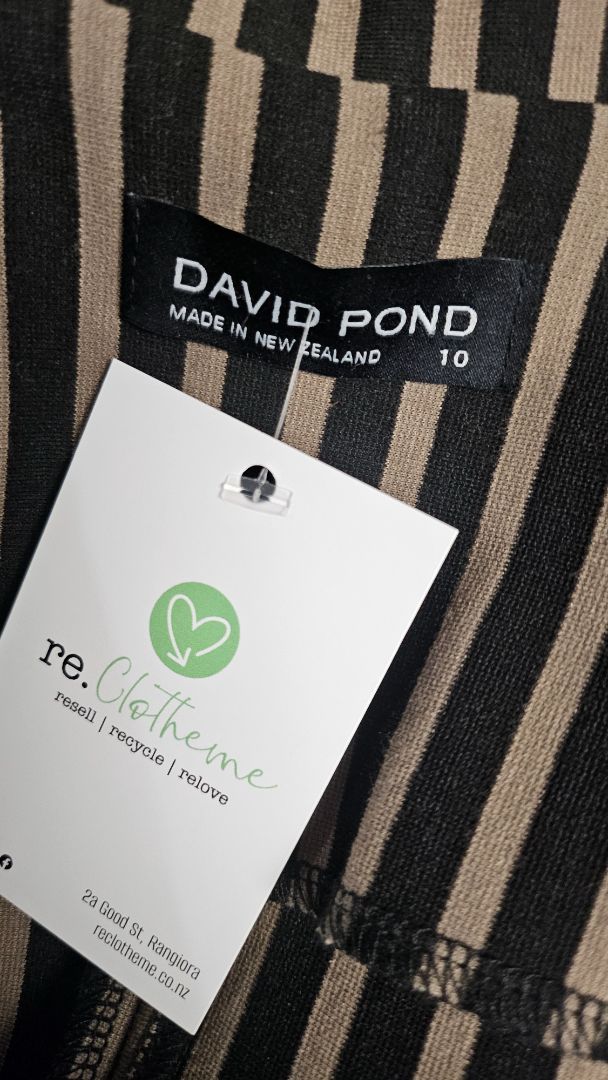 DAVID POND
MADE IN NEW ZEALAND 10
re.Clotheme
resell | recycle | relove
2a Good St, Rangiora
reclotheme.co.nz